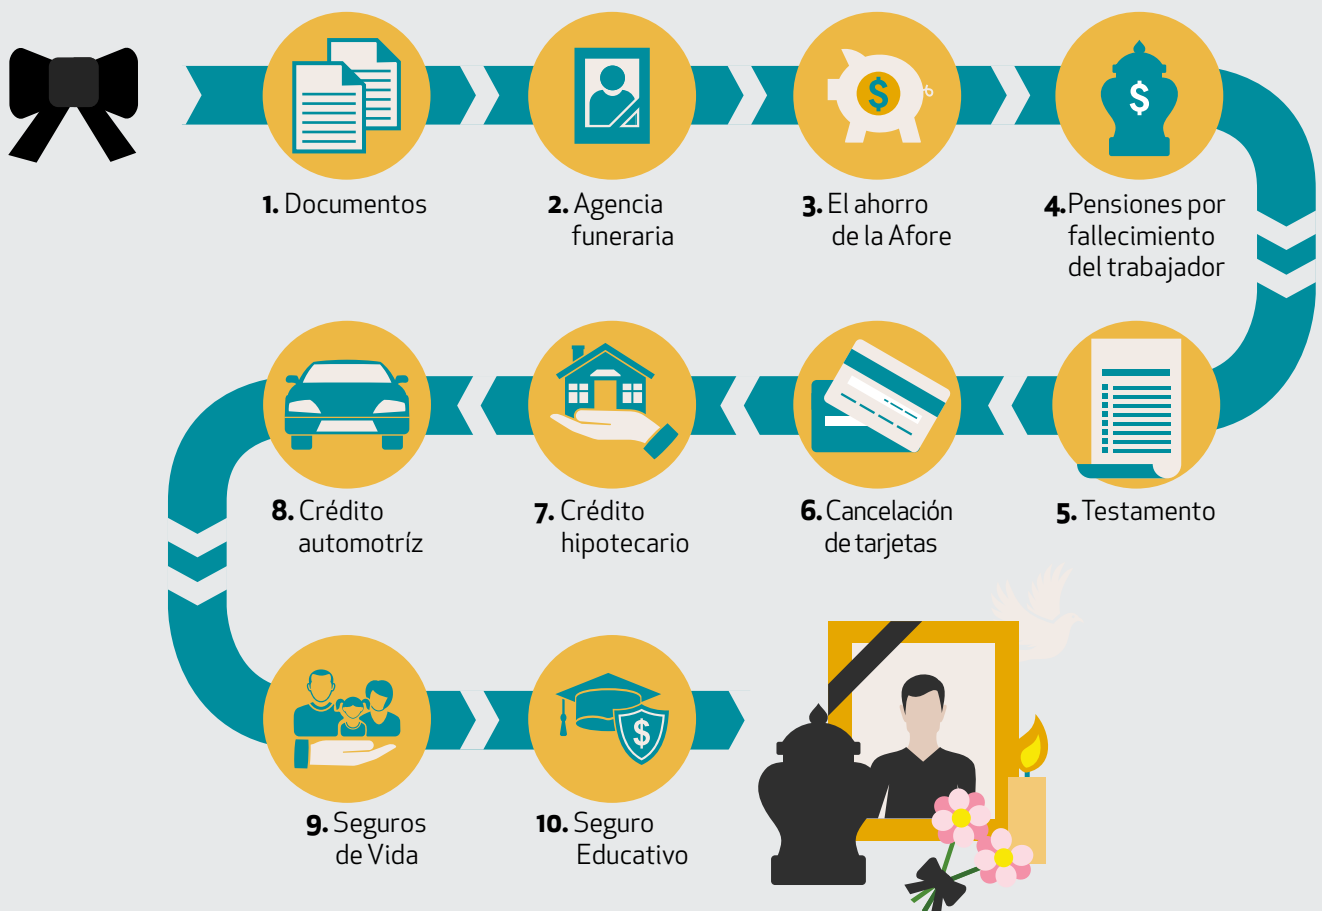 1. Documentos
2. Agencia
funeraria
3. El ahorro
de la Afore
4.Pensiones por
fallecimiento
del trabajador
5. Testamento
6. Cancelación
de tarjetas
7. Crédito
hipotecario
8. Crédito
automotríz
9. Seguros
de Vida
10. Seguro
Educativo
$
$
$